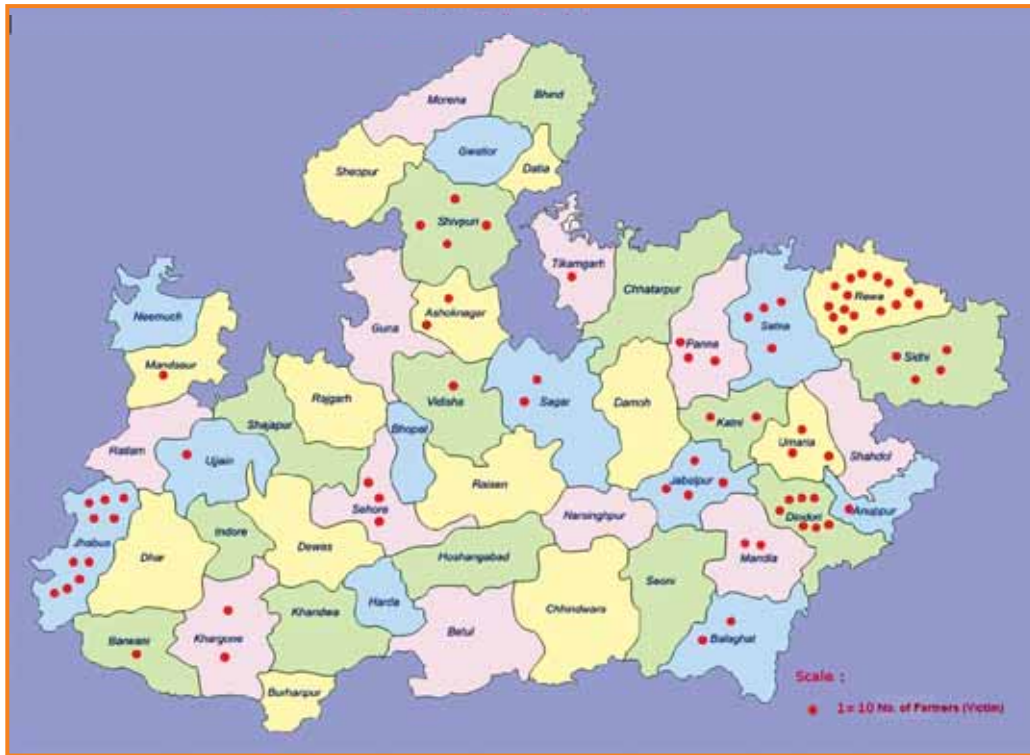 Morena
Bhind
Gwalior
Sheopur
Datia
Shivpuri
Tikamgarh
Chhatarpur
Neemuch
Guna
Ashoknagar
Panna
Satna
Rewa
Sidhi
Mandsaur
Rajgarh
Vidisha
Sagar
Damoh
Katni
Umaria
Shahdol
Shajapur
Bhopal
Ratlam
Ujjain
Raisen
Jabalpur
Sehore
Narsinghpur
Dindori
Anuppur
Jhabua
Indore
Dewas
Hoshangabad
Mandla
Dhar
Seoni
Khandwa
Harda
Chhindwara
Barwani
Khargone
Betul
Balaghat
Burhanpur
Scale :
1= 10 No. of Farmers (Victim)